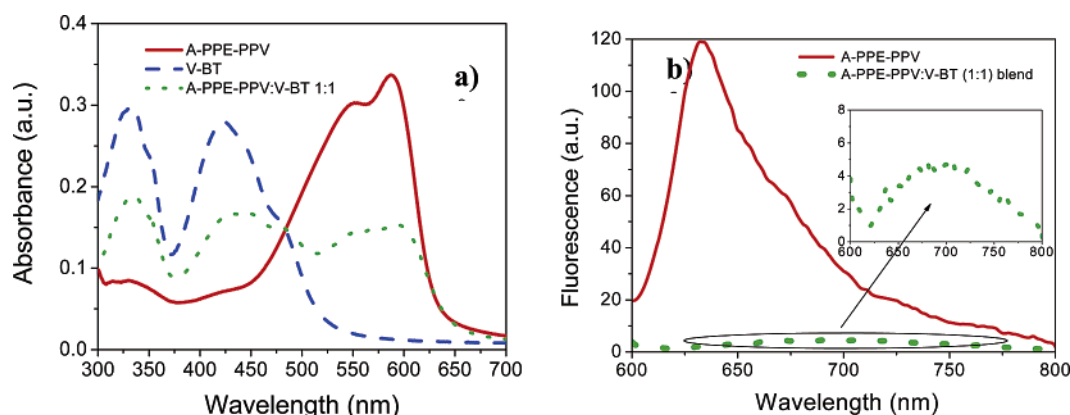 0.4
0.3
0.2
0.1
0.0
Absorbance (a.u.)
A-PPE-PPV
V-BT
A-PPE-PPV:V-BT 1:1
a)
300 350 400 450 500 550 600 650 700
Wavelength (nm)
120
100
80
60
40
20
0
Fluorescence (a.u.)
b)
A-PPE-PPV
A-PPE-PPV:V-BT (1:1) blend
8
6
4
2
0
600 650 700 750 800
600 650 700 750 800
Wavelength (nm)